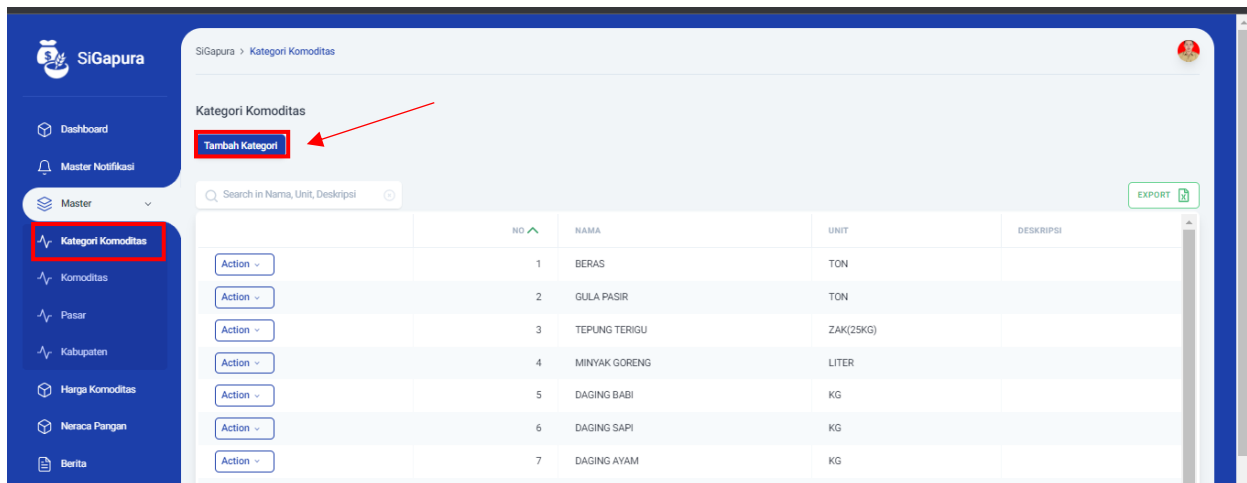 SiGapura
SiGapura > Kategori Komoditas
Dashboard
Master Notifikasi
Master
Kategori Komoditas
Komoditas
Pasar
Kabupaten
Harga Komoditas
Neraca Pangan
Berita
Kategori Komoditas
Tambah Kategori
Search in Nama, Unit, Deskripsi
EXPORT
NO NAMA UNIT DESKRIPSI
Action 1 BERAS TON
Action 2 GULA PASIR TON
Action 3 TEPUNG TERIGU ZAK(25KG)
Action 4 MINYAK GORENG LITER
Action 5 DAGING BABI KG
Action 6 DAGING SAPI KG
Action 7 DAGING AYAM KG